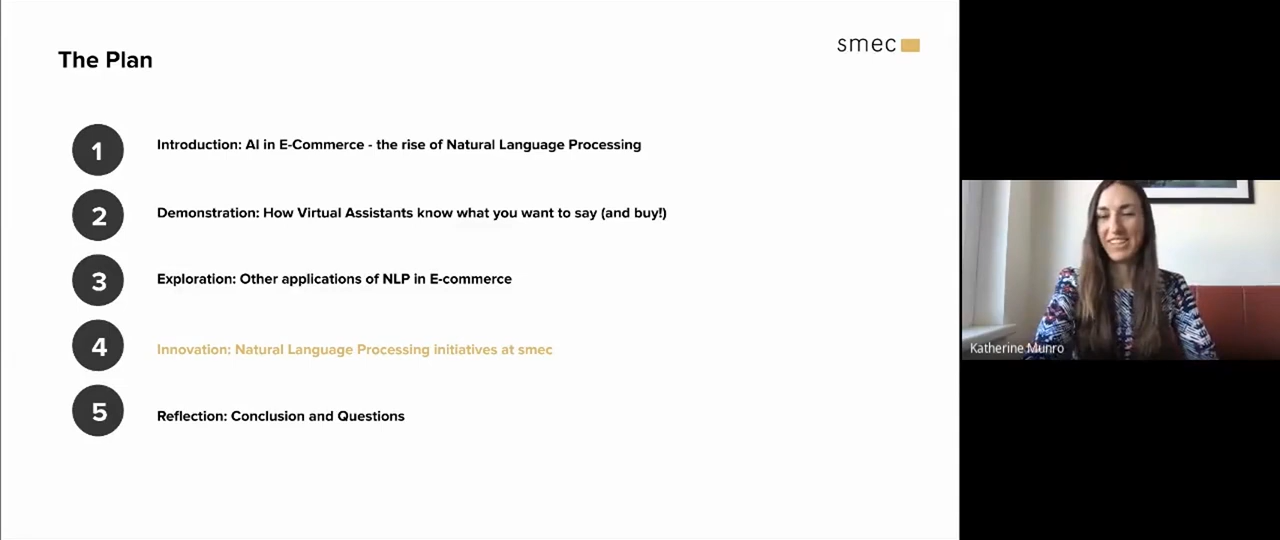 The Plan
smec
1
Introduction: AI in E-Commerce - the rise of Natural Language Processing
2
Demonstration: How Virtual Assistants know what you want to say (and buy!)
3
Exploration: Other applications of NLP in E-commerce
4
Innovation: Natural Language Processing initiatives at smec
5
Reflection: Conclusion and Questions
Katherine Munro